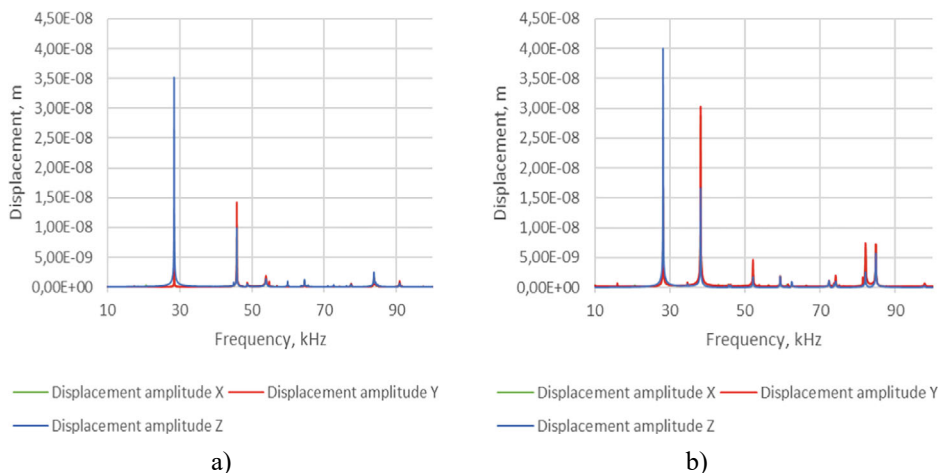 4,50E-08
4,00E-08
3,50E-08
3,00E-08
2,50E-08
2,00E-08
1,50E-08
1,00E-08
5,00E-09
0,00E+00
Displacement, m
10 30 50 70 90
Frequency, kHz
Displacement amplitude X Displacement amplitude Y
Displacement amplitude Z
a)
4,50E-08
4,00E-08
3,50E-08
3,00E-08
2,50E-08
2,00E-08
1,50E-08
1,00E-08
5,00E-09
0,00E+00
Displacement, m
10 30 50 70 90
Frequency, kHz
Displacement amplitude X Displacement amplitude Y
Displacement amplitude Z
b)